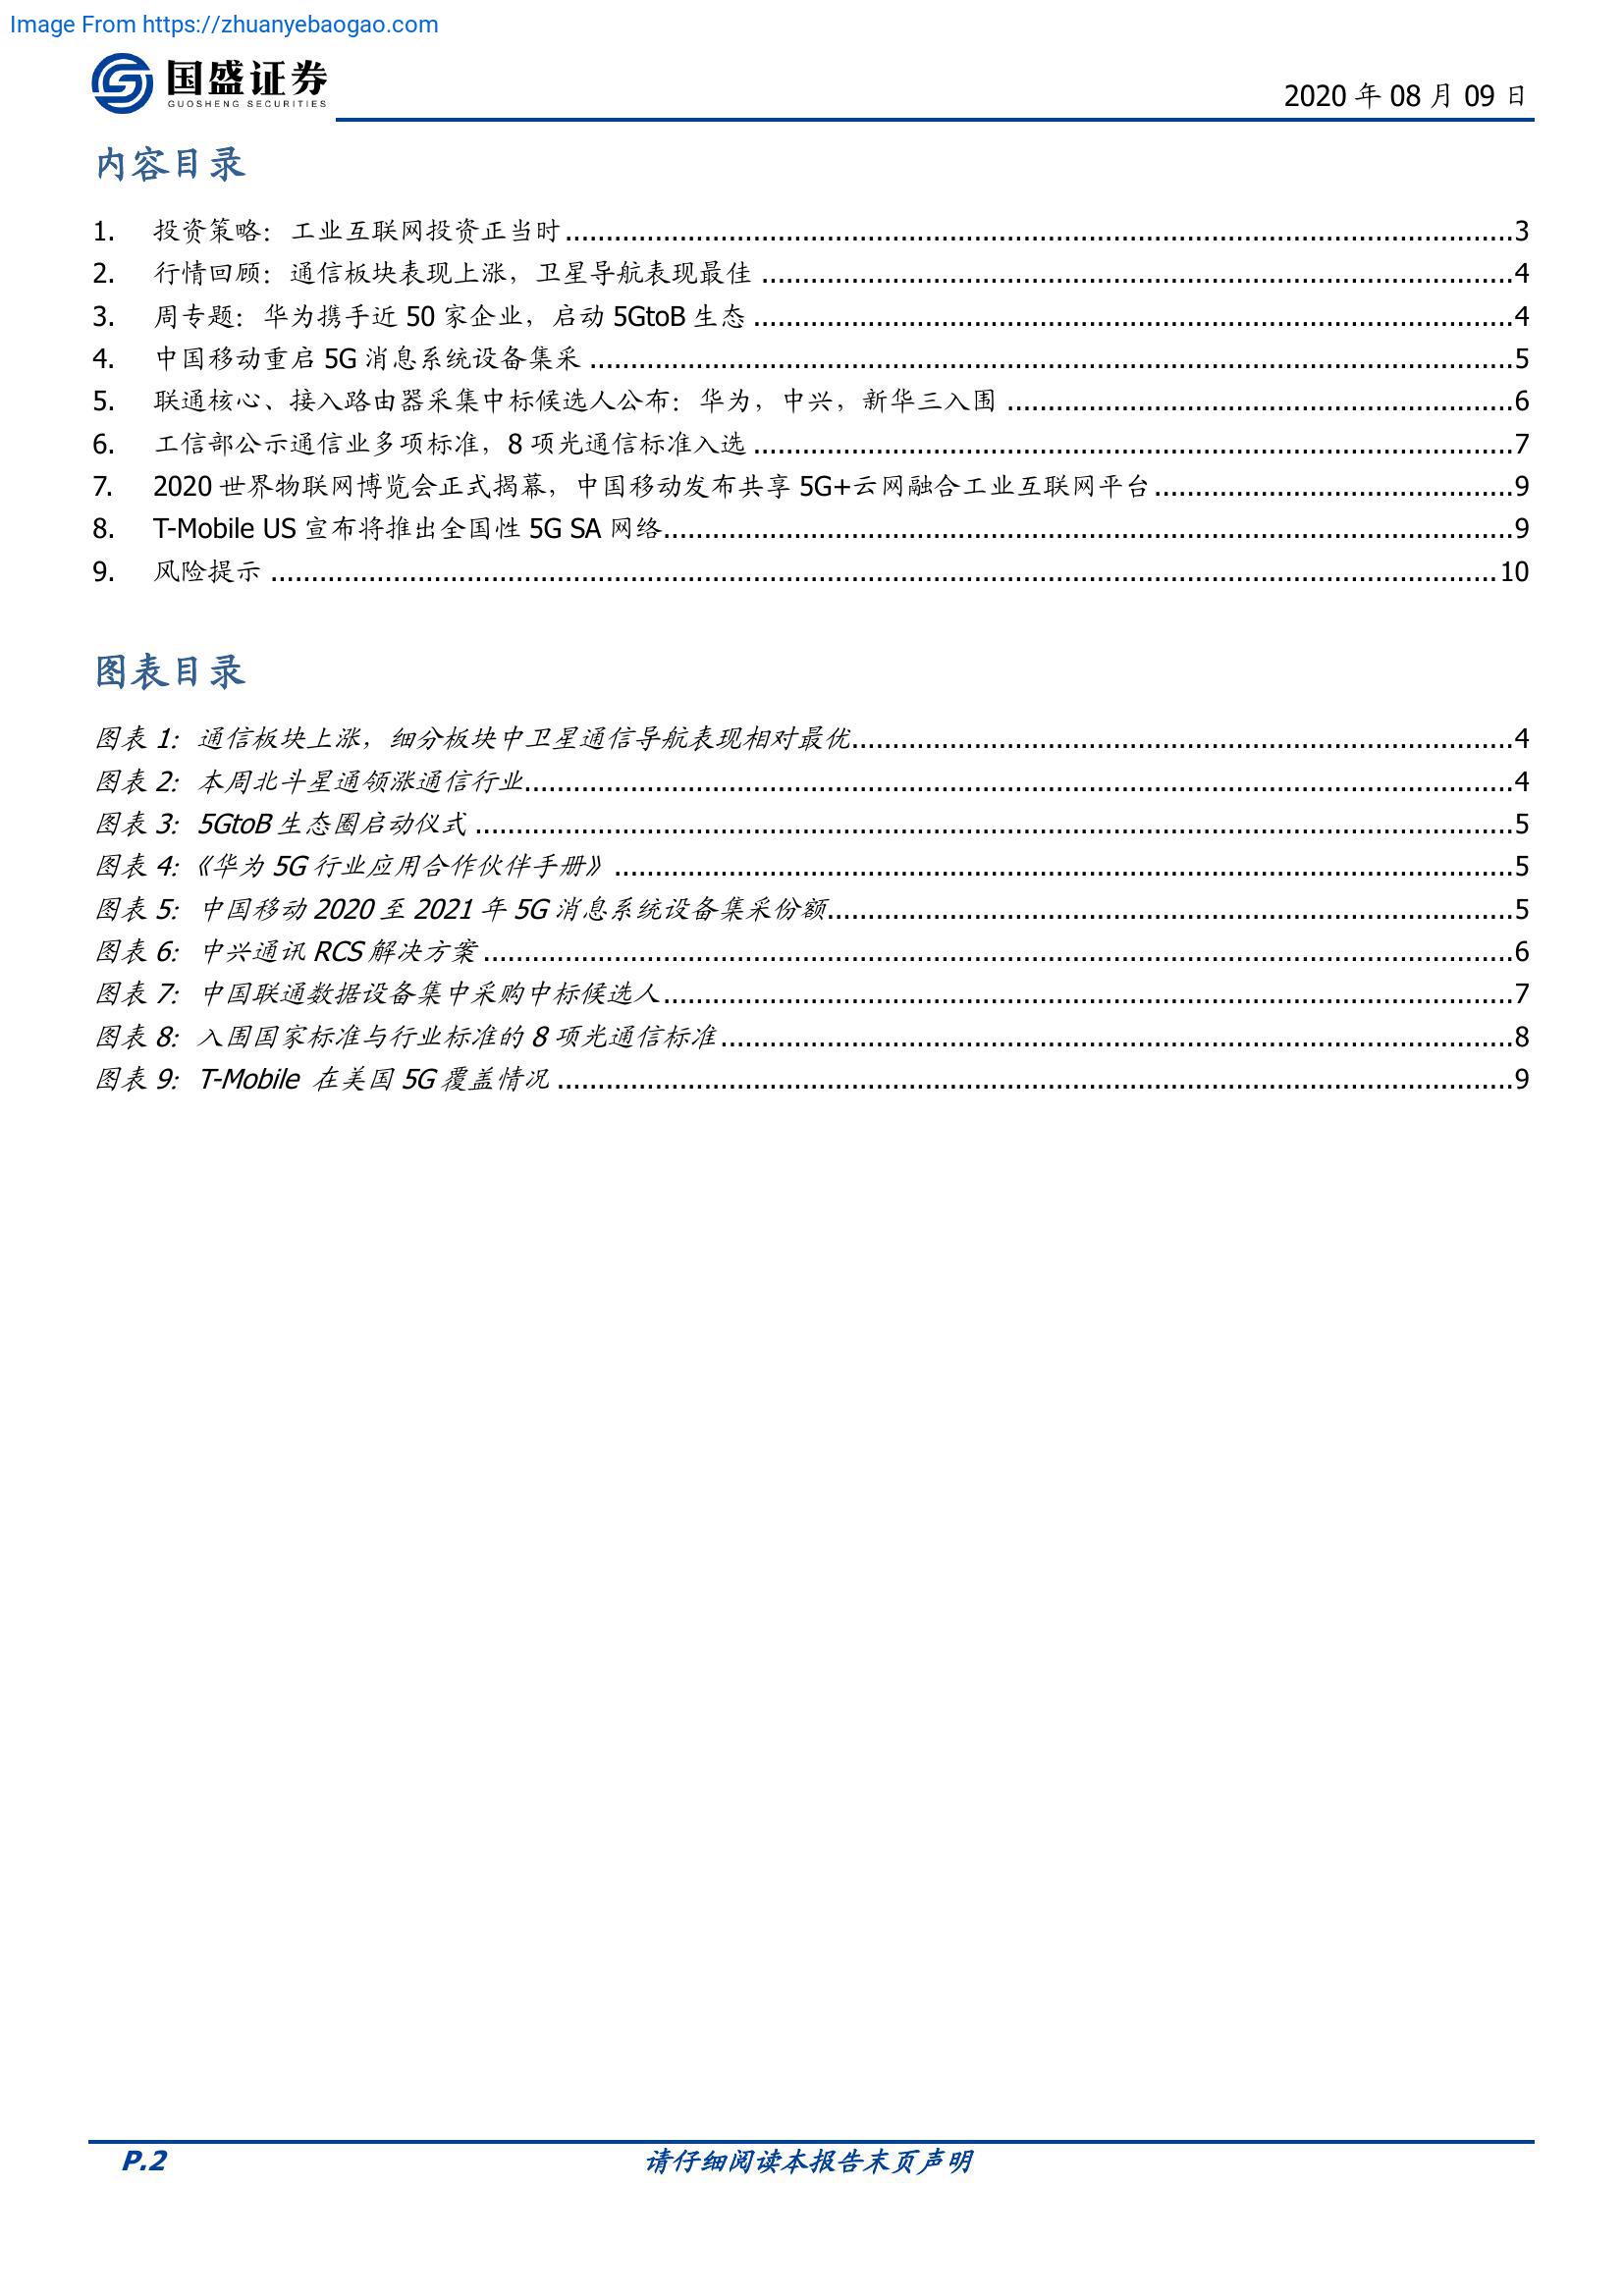 Image From https://zhuanyebaogao.com
国盛证券
GUOSHENG SECURITIES
2020 年 08 月 09 日
内容目录
1. 投资策略：工业互联网投资正当时 3
2. 行情回顾：通信板块表现上涨，卫星导航表现最佳 4
3. 周专题：华为携手近 50 家企业，启动 5GtoB 生态 4
4. 中国移动重启 5G 消息系统设备集采 5
5. 联通核心、接入路由器采集中标候选人公布：华为，中兴，新华三入围 6
6. 工信部公示通信业多项标准，8 项光通信标准入选 7
7. 2020 世界物联网博览会正式揭幕，中国移动发布共享 5G+云网融合工业互联网平台 9
8. T-Mobile US 宣布将推出全国性 5G SA 网络 9
9. 风险提示 10
图表目录
图表 1：通信板块上涨，细分板块中卫星通信导航表现相对最优 4
图表 2：本周北斗星通领涨通信行业 4
图表 3：5GtoB 生态圈启动仪式 5
图表 4：《华为 5G 行业应用合作伙伴手册》 5
图表 5：中国移动 2020 至 2021 年 5G 消息系统设备集采份额 5
图表 6：中兴通讯 RCS 解决方案 6
图表 7：中国联通数据设备集中采购中标候选人 7
图表 8：入围国家标准与行业标准的 8 项光通信标准 8
图表 9：T-Mobile 在美国 5G 覆盖情况 9
P.2
请仔细阅读本报告末页声明